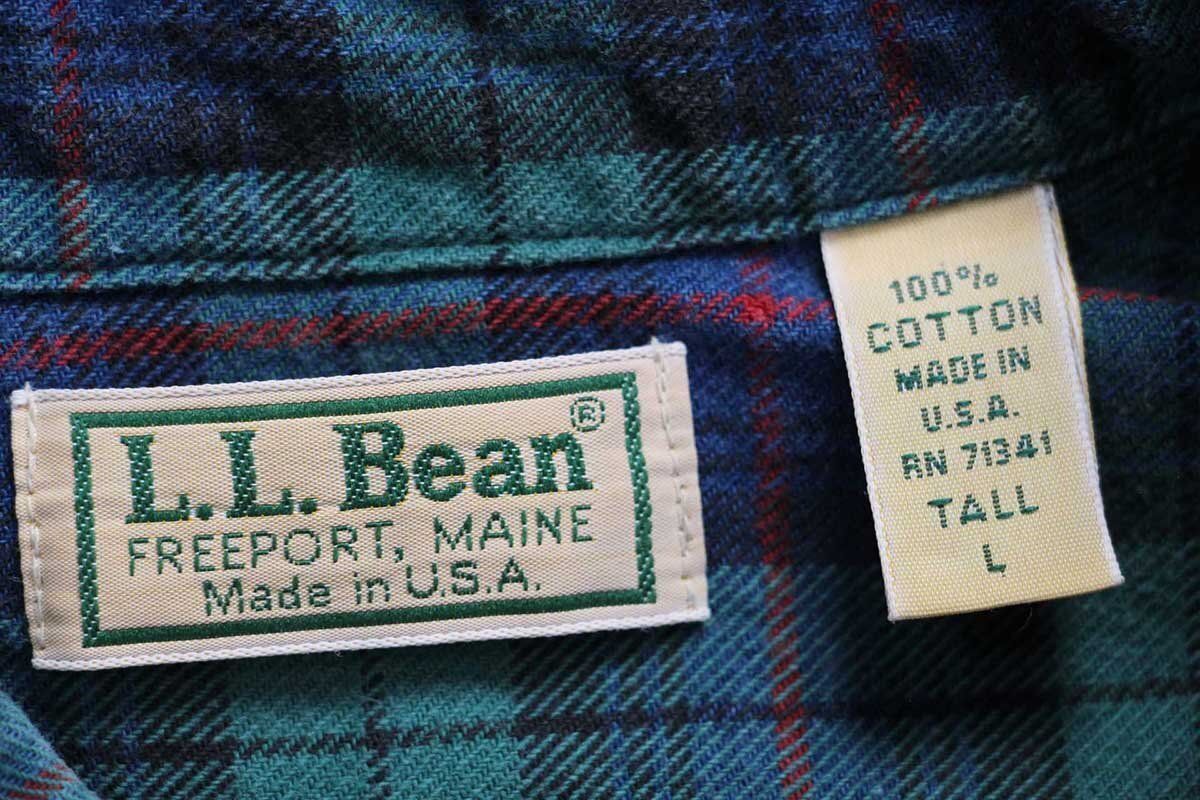 L.L.Bean®
FREEPORT, MAINE
Made in U.S.A.
100%
COTTON
MADE IN
U.S.A.
RN 71341
TALL
L